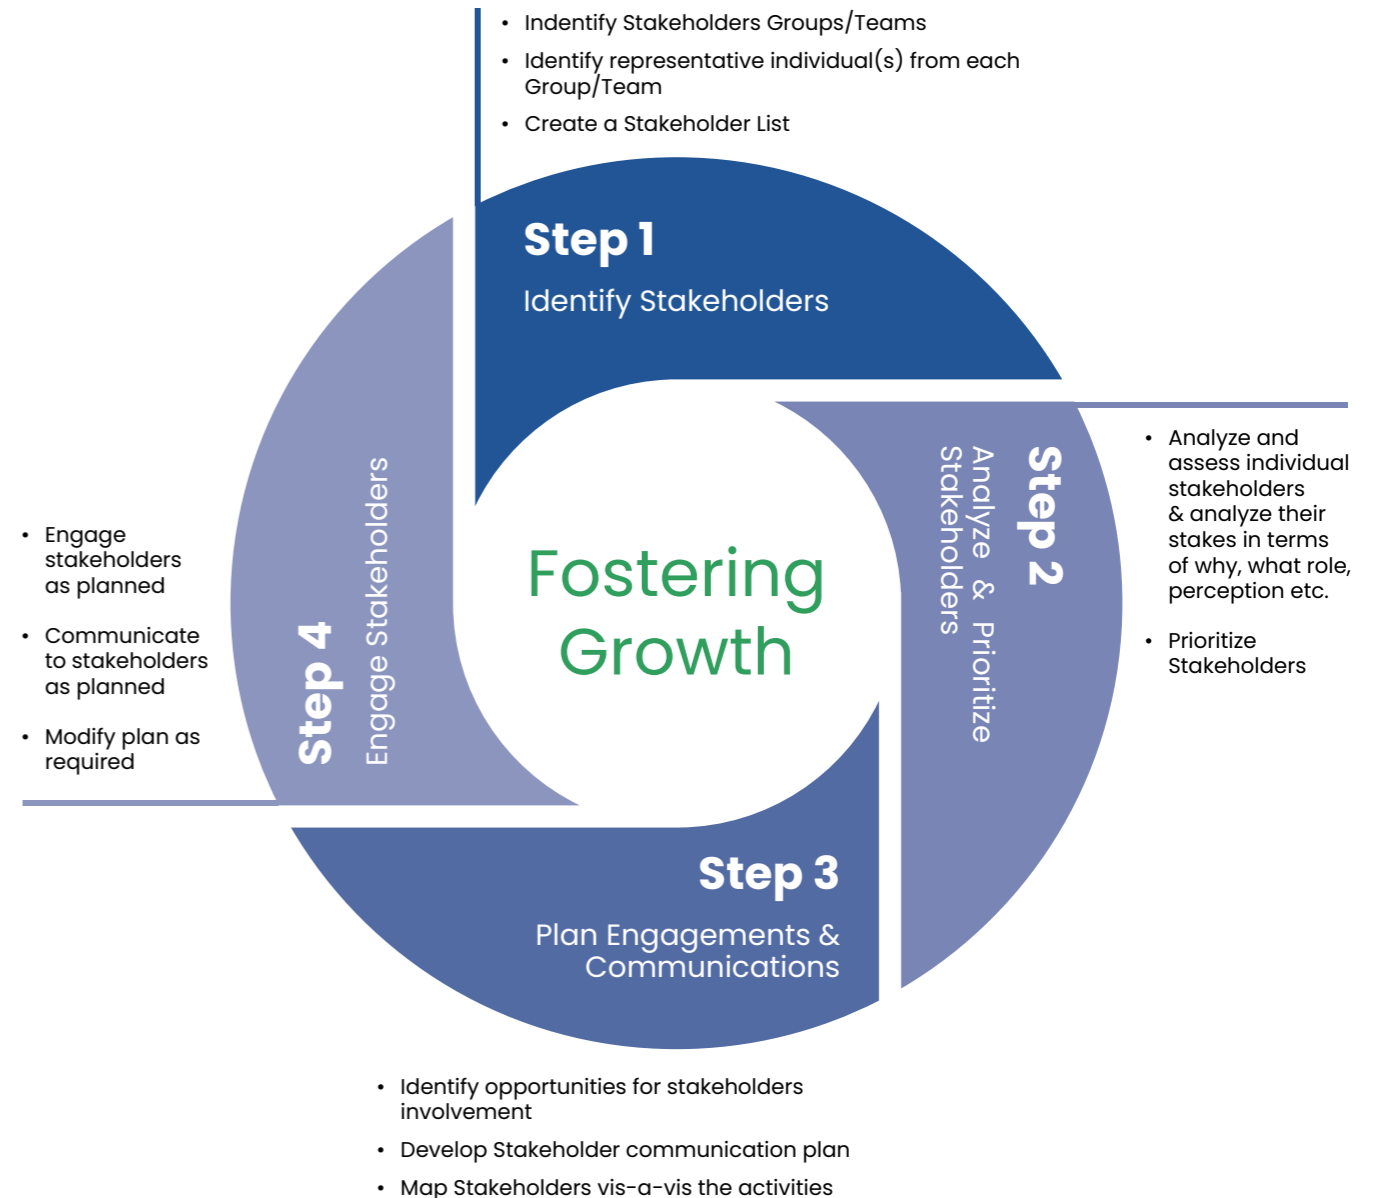 • Indentify Stakeholders Groups/Teams
• Identify representative individual(s) from each
Group/Team
• Create a Stakeholder List
Step 1
Identify Stakeholders
Step 2
Analyze & Prioritize
Stakeholders
• Analyze and
assess individual
stakeholders
& analyze their
stakes in terms
of why, what role,
perception etc.
• Prioritize
Stakeholders
Fostering
Growth
Step 3
Plan Engagements &
Communications
• Identify opportunities for stakeholders
involvement
• Develop Stakeholder communication plan
• Map Stakeholders vis-a-vis the activities
Step 4
Engage Stakeholders
• Engage
stakeholders
as planned
• Communicate
to stakeholders
as planned
• Modify plan as
required